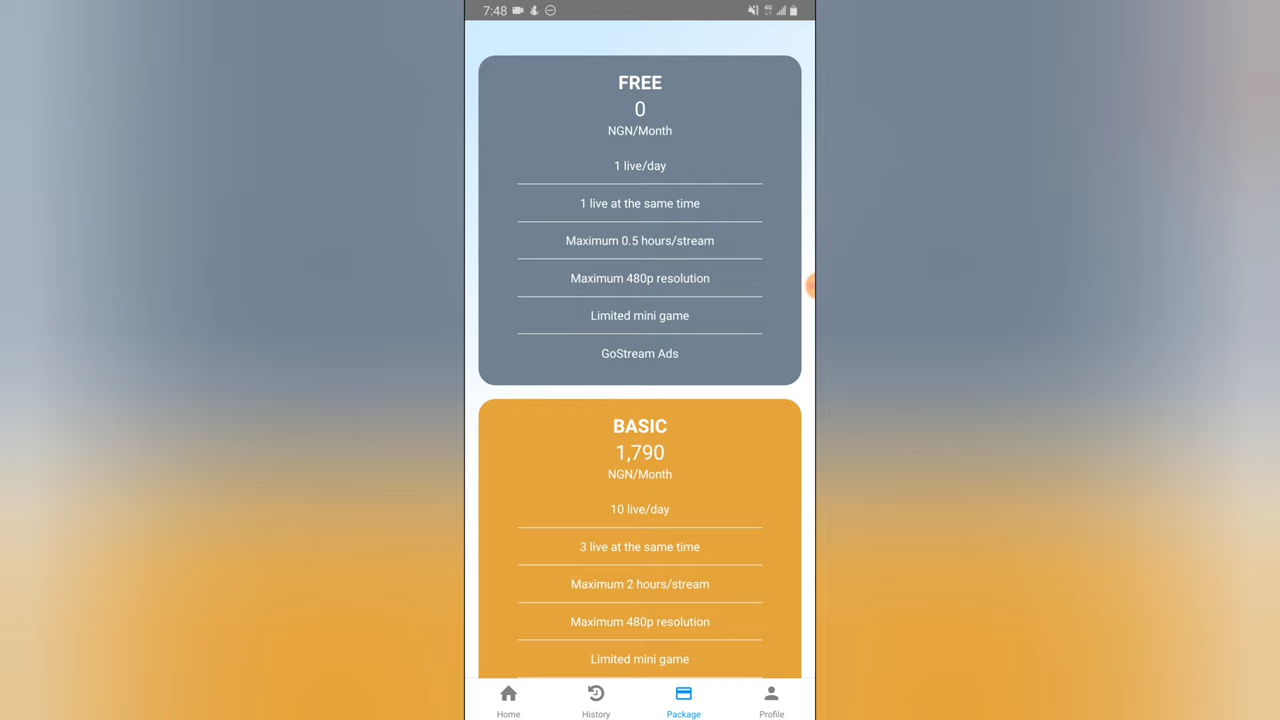 7:48
4G
FREE
0
NGN/Month
1 live/day
1 live at the same time
Maximum 0.5 hours/stream
Maximum 480p resolution
Limited mini game
GoStream Ads
BASIC
1,790
NGN/Month
10 live/day
3 live at the same time
Maximum 2 hours/stream
Maximum 480p resolution
Limited mini game
Home History Package Profile